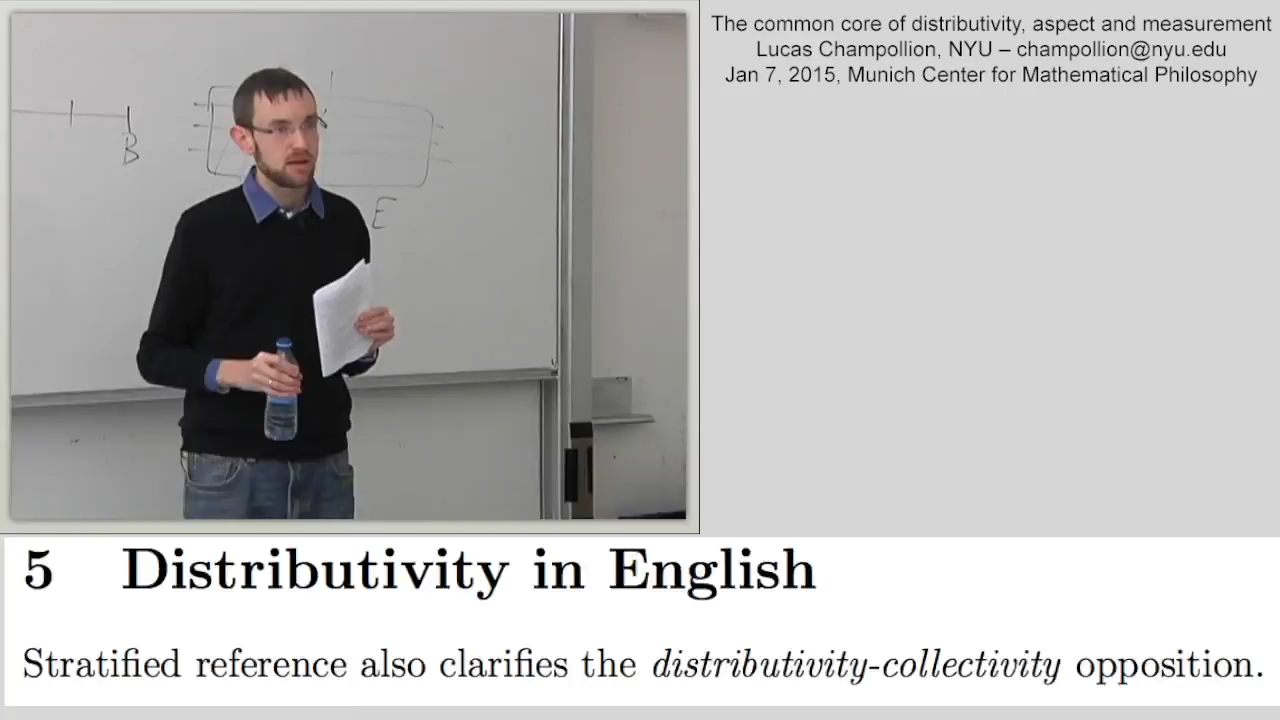 The common core of distributivity, aspect and measurement
Lucas Champollion, NYU – champollion@nyu.edu
Jan 7, 2015, Munich Center for Mathematical Philosophy
B
E
5 Distributivity in English
Stratified reference also clarifies the distributivity-collectivity opposition.